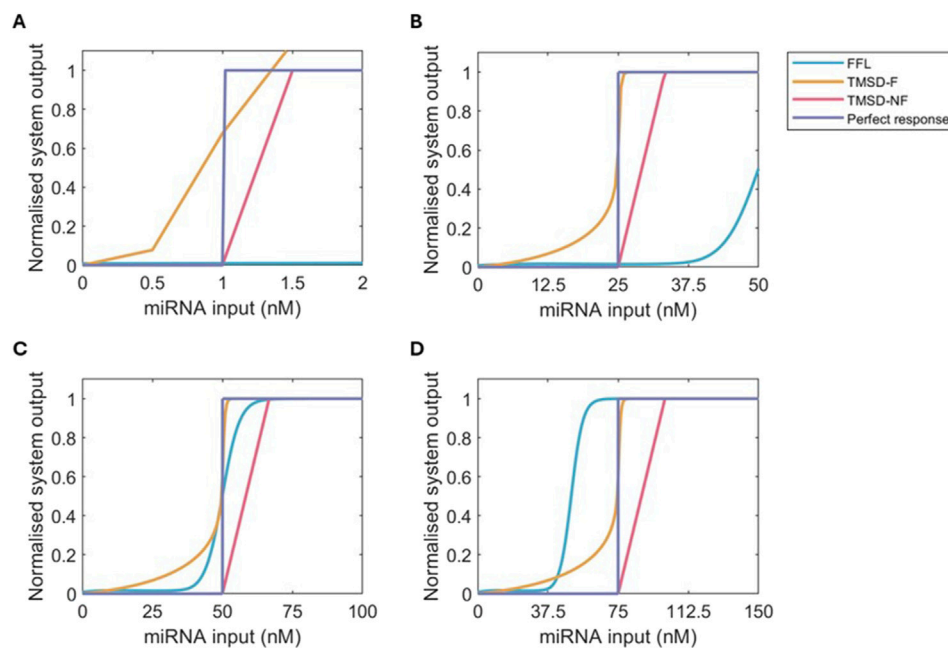 A
Normalised system output
1
0.8
0.6
0.4
0.2
0
0
0.5
1
1.5
2
miRNA input (nM)
B
Normalised system output
1
0.8
0.6
0.4
0.2
0
0
12.5
25
37.5
50
miRNA input (nM)
FFL
TMSD-F
TMSD-NF
Perfect response
C
Normalised system output
1
0.8
0.6
0.4
0.2
0
0
25
50
75
100
miRNA input (nM)
D
Normalised system output
1
0.8
0.6
0.4
0.2
0
0
37.5
75
112.5
150
miRNA input (nM)